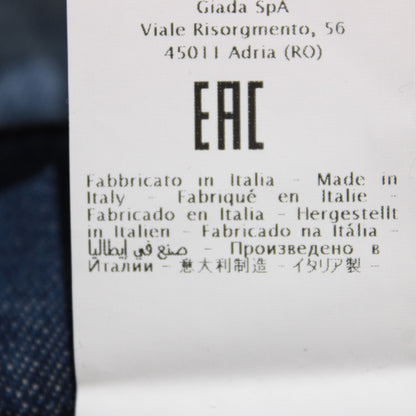 Giada SpA
Viale Risorgmento, 56
45011 Adria (RO)
EAC
Fabbricato in Italia - Made in
Italy - Fabriqué en Italie -
Fabricado en Italia - Hergestellt
in Italien - Fabricado na Itália -
صنع في إيطاليا - Произведено в
Италии - 意大利制造 - イタリア製 -